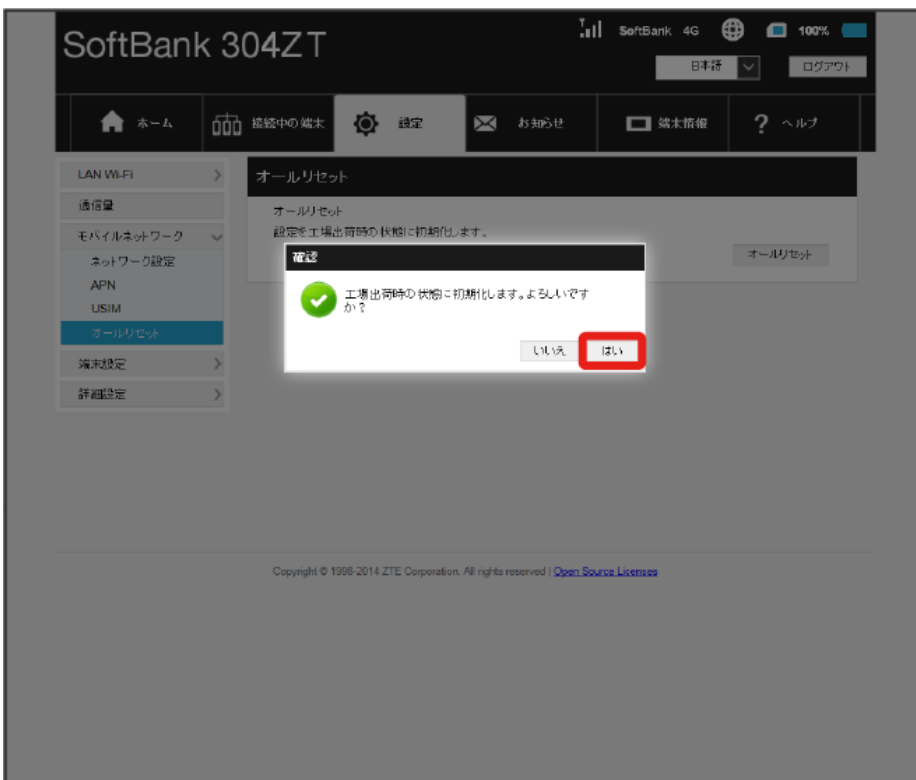 SoftBank 304ZT
SoftBank 4G
100%
日本語
ログアウト
ホーム
接続中の端末
設定
お知らせ
端末情報
? ヘルプ
LAN Wi-Fi
通信量
モバイルネットワーク
ネットワーク設定
APN
USIM
オールリセット
端末設定
詳細設定
オールリセット
オールリセット
設定を工場出荷時の状態に初期化します。
オールリセット
確認
工場出荷時の状態に初期化します。よろしいです
か?
いいえ
はい
Copyright © 1998-2014 ZTE Corporation. All rights reserved | Open Source Licenses